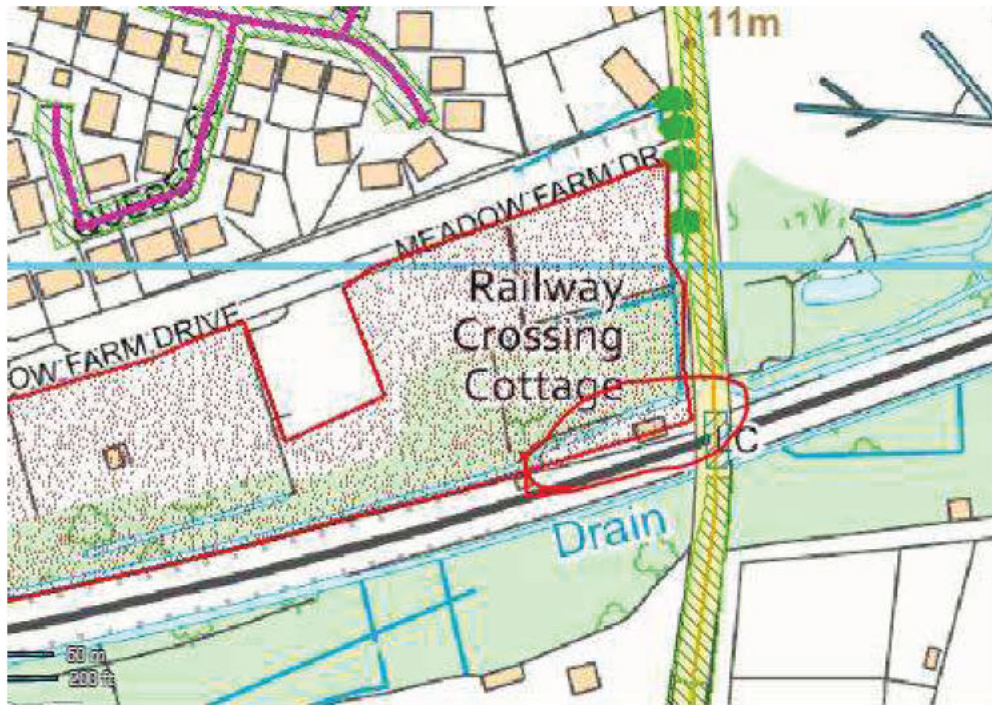 11m
MEADOW FARM DR
Railway
Crossing
Cottage
OW FARM DRIVE
LC
Drain
50 m
200 ft